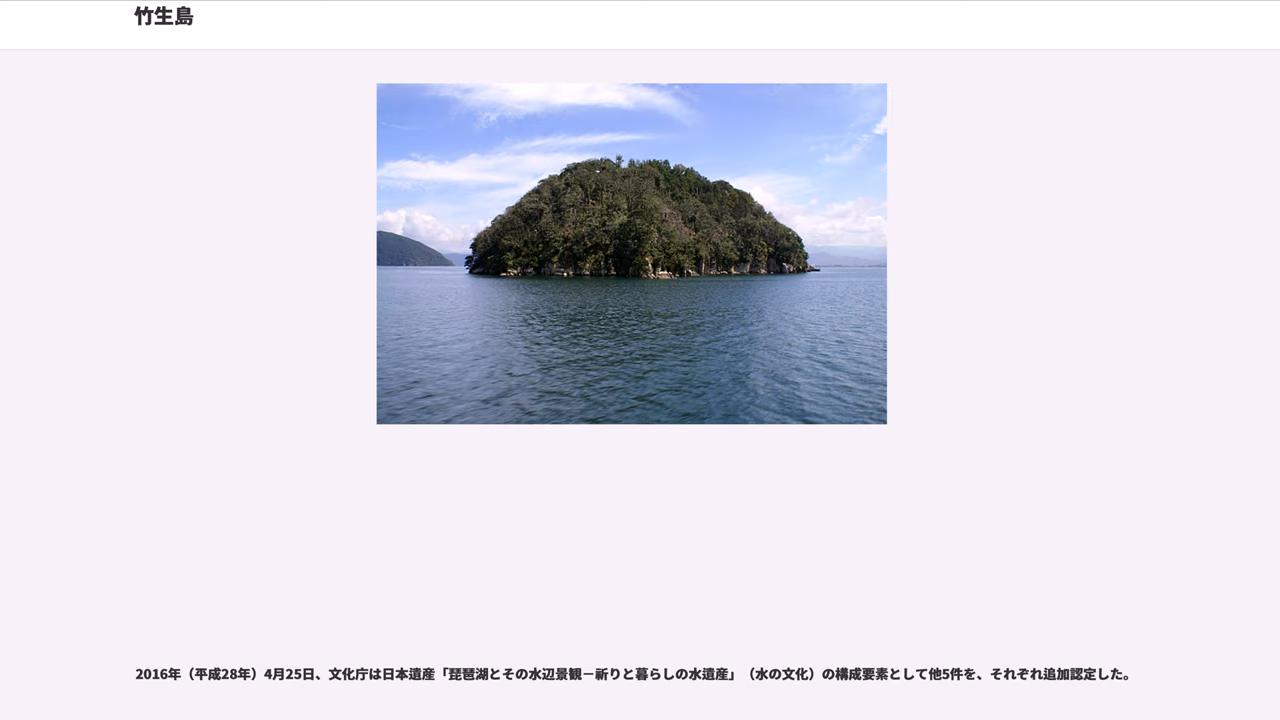 竹生島
2016年（平成28年）4月25日、文化庁は日本遺産「琵琶湖とその水辺景観－祈りと暮らしの水遺産」（水の文化）の構成要素として他5件を、それぞれ追加認定した。